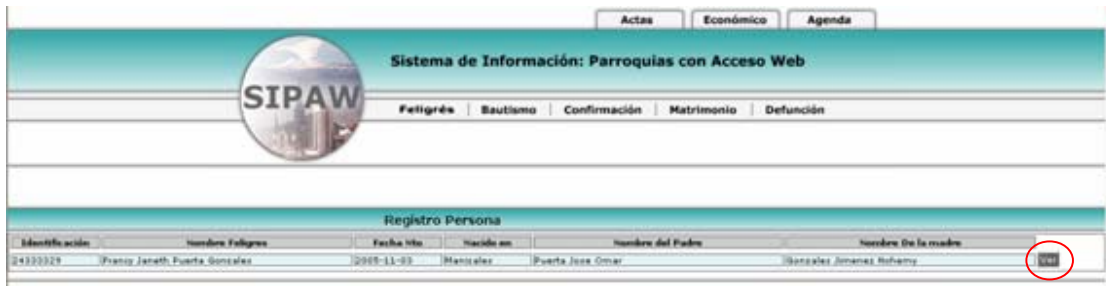 Actas Económico Agenda
Sistema de Información: Parroquias con Acceso Web
SIPAW
Feligrés | Bautismo | Confirmación | Matrimonio | Defunción
Registro Persona
Identificación Nombre Feligres Fecha Nto Nacido en Nombre del Padre Nombre De la madre
24333329 Francy Janeth Puerta Gonzales 2005-11-03 Manizales Puerta Jose Omar Gonzales Jimenez Ver